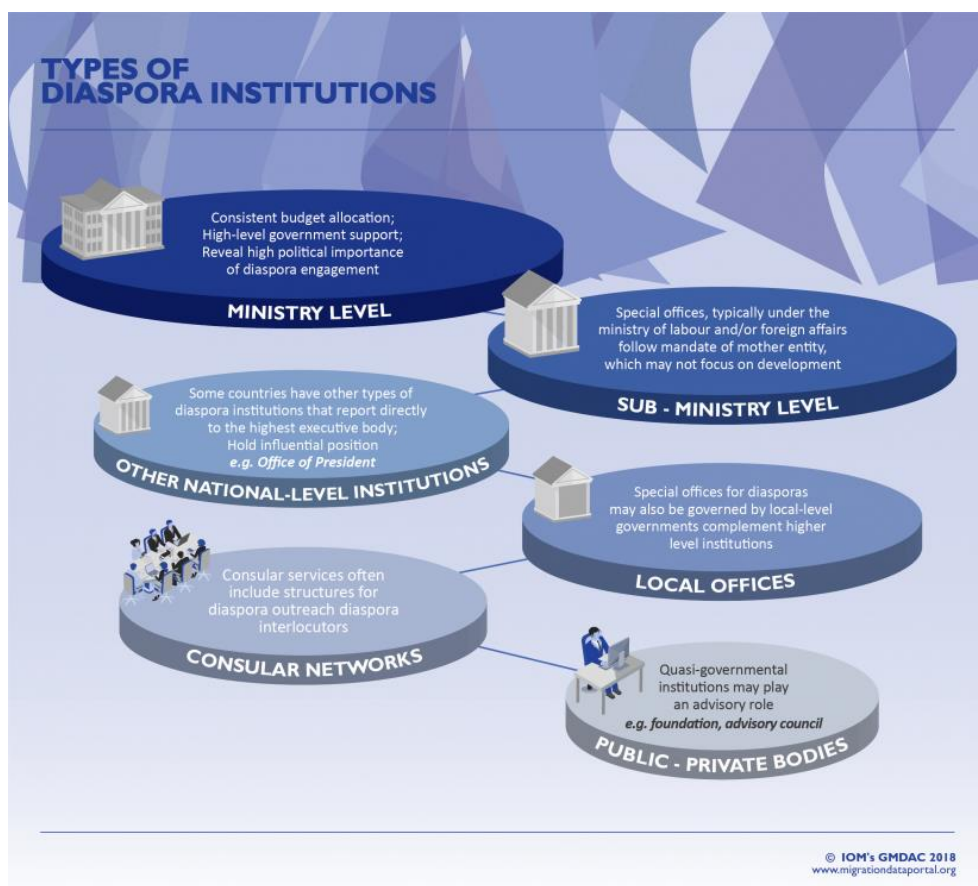 TYPES OF
DIASPORA INSTITUTIONS
Consistent budget allocation;
High-level government support;
Reveal high political importance
of diaspora engagement
MINISTRY LEVEL
Special offices, typically under the
ministry of labour and/or foreign affairs
follow mandate of mother entity,
which may not focus on development
SUB - MINISTRY LEVEL
Some countries have other types of
diaspora institutions that report directly
to the highest executive body;
Hold influential position
e.g. Office of President
OTHER NATIONAL-LEVEL INSTITUTIONS
Special offices for diasporas
may also be governed by local-level
governments complement higher
level institutions
LOCAL OFFICES
Consular services often
include structures for
diaspora outreach diaspora
interlocutors
CONSULAR NETWORKS
Quasi-governmental
institutions may play
an advisory role
e.g. foundation, advisory council
PUBLIC - PRIVATE BODIES
© IOM's GMDAC 2018
www.migrationdataportal.org